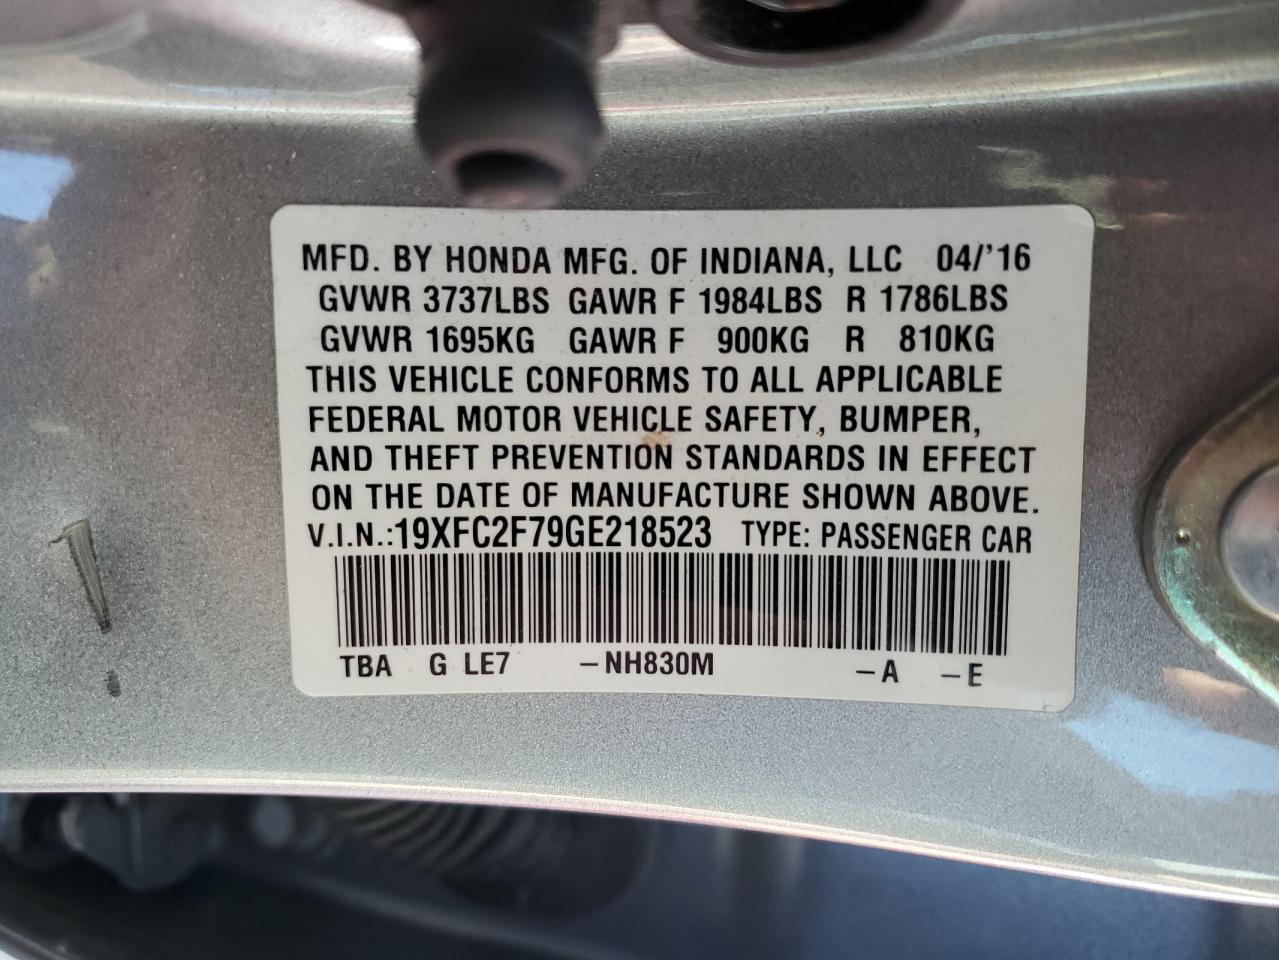 MFD. BY HONDA MFG. OF INDIANA, LLC 04/'16
GVWR 3737LBS GAWR F 1984LBS R 1786LBS
GVWR 1695KG GAWR F 900KG R 810KG
THIS VEHICLE CONFORMS TO ALL APPLICABLE
FEDERAL MOTOR VEHICLE SAFETY, BUMPER,
AND THEFT PREVENTION STANDARDS IN EFFECT
ON THE DATE OF MANUFACTURE SHOWN ABOVE.
V.I.N.:19XFC2F79GE218523 TYPE: PASSENGER CAR
TBA G LE7 –NH830M –A –E